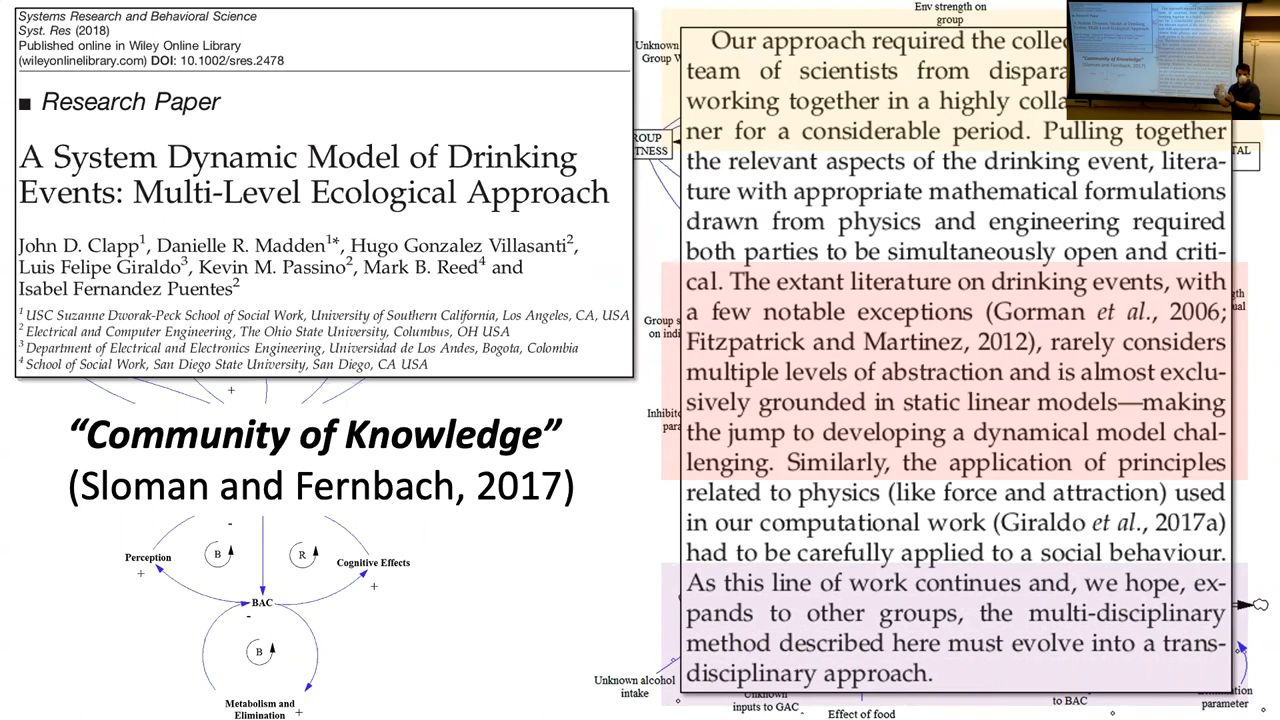 Systems Research and Behavioral Science
Syst. Res (2018)
Published online in Wiley Online Library
(wileyonlinelibrary.com) DOI: 10.1002/sres.2478
■ Research Paper
A System Dynamic Model of Drinking
Events: Multi-Level Ecological Approach
John D. Clapp1, Danielle R. Madden1*, Hugo Gonzalez Villasanti2,
Luis Felipe Giraldo3, Kevin M. Passino2, Mark B. Reed4 and
Isabel Fernandez Puentes2
1 USC Suzanne Dworak-Peck School of Social Work, University of Southern California, Los Angeles, CA, USA
2 Electrical and Computer Engineering, The Ohio State University, Columbus, OH USA
3 Department of Electrical and Electronics Engineering, Universidad de Los Andes, Bogota, Colombia
4 School of Social Work, San Diego State University, San Diego, CA USA
+
“Community of Knowledge”
(Sloman and Fernbach, 2017)
-
Perception
B
R
Cognitive Effects
+
+
BAC
-
B
Metabolism and
Elimination
+
Env strength on
group
Unknown
Group
Group
on indi
Inhibit
para
Our approach required the collec
team of scientists from dispara
working together in a highly colla
ner for a considerable period. Pulling together
the relevant aspects of the drinking event, litera-
ture with appropriate mathematical formulations
drawn from physics and engineering required
both parties to be simultaneously open and criti-
cal. The extant literature on drinking events, with
a few notable exceptions (Gorman et al., 2006;
Fitzpatrick and Martinez, 2012), rarely considers
multiple levels of abstraction and is almost exclu-
sively grounded in static linear models—making
the jump to developing a dynamical model chal-
lenging. Similarly, the application of principles
related to physics (like force and attraction) used
in our computational work (Giraldo et al., 2017a)
had to be carefully applied to a social behaviour.
As this line of work continues and, we hope, ex-
pands to other groups, the multi-disciplinary
method described here must evolve into a trans-
disciplinary approach.
TAL
Unknown alcohol
intake
Unknown
inputs to GAC
Effect of food
to BAC
parameter